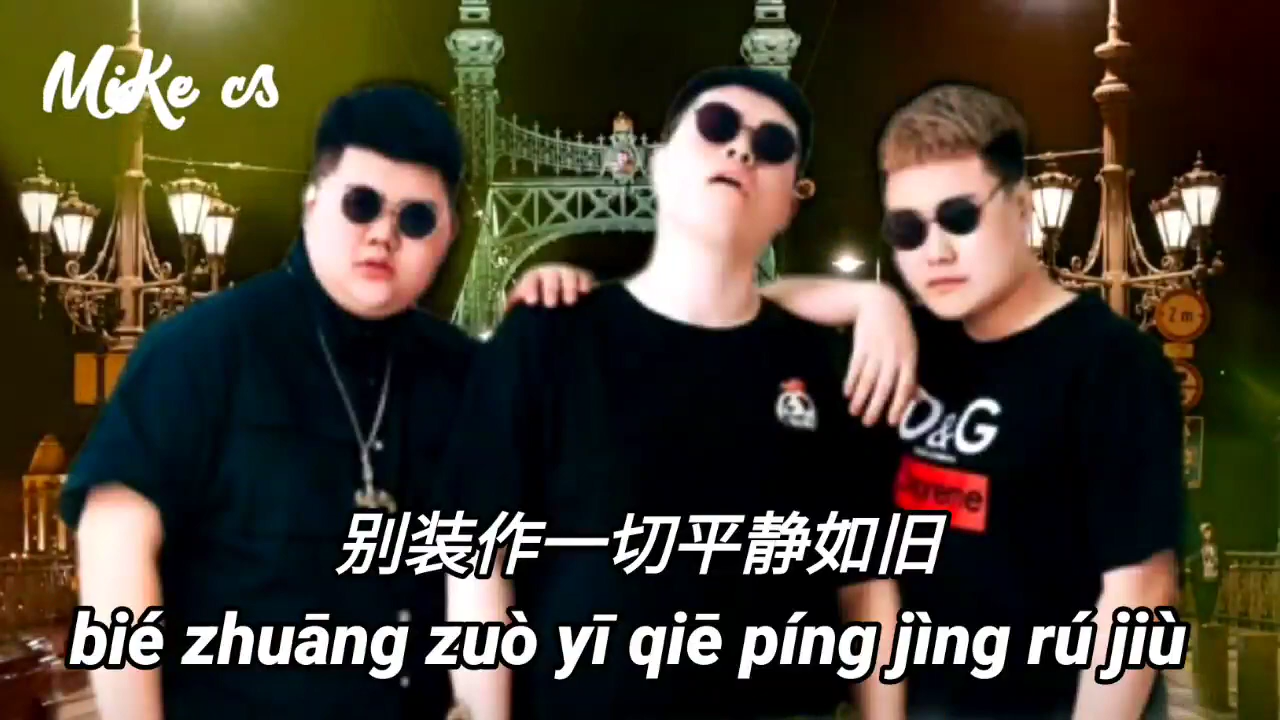 MiKe cs
2 m
D&G
别装作一切平静如旧
bié zhuāng zuò yī qiē píng jìng rú jiù